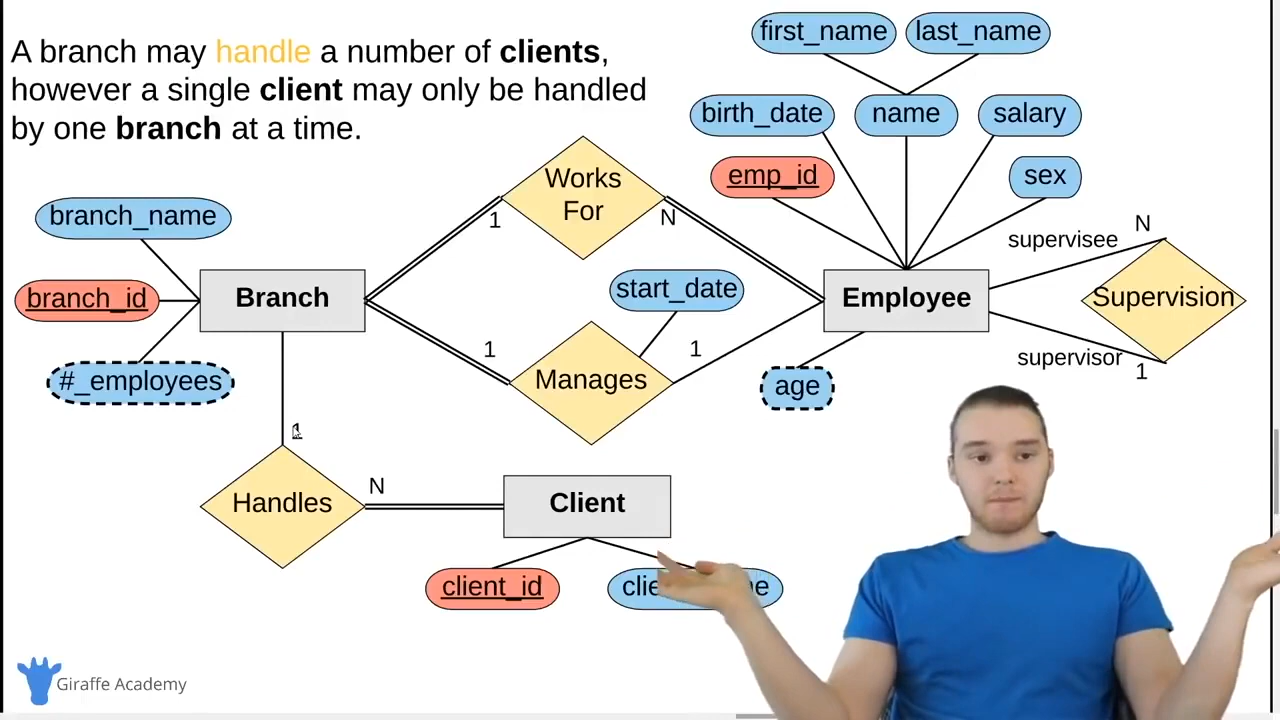 A branch may handle a number of clients,
however a single client may only be handled
by one branch at a time.
first_name
last_name
birth_date
name
salary
emp_id
sex
Works
For
1
N
branch_name
branch_id
#_employees
Branch
start_date
Employee
supervisee
N
Supervision
supervisor
1
1
Manages
1
age
1
Handles
N
Client
client_id
Giraffe Academy